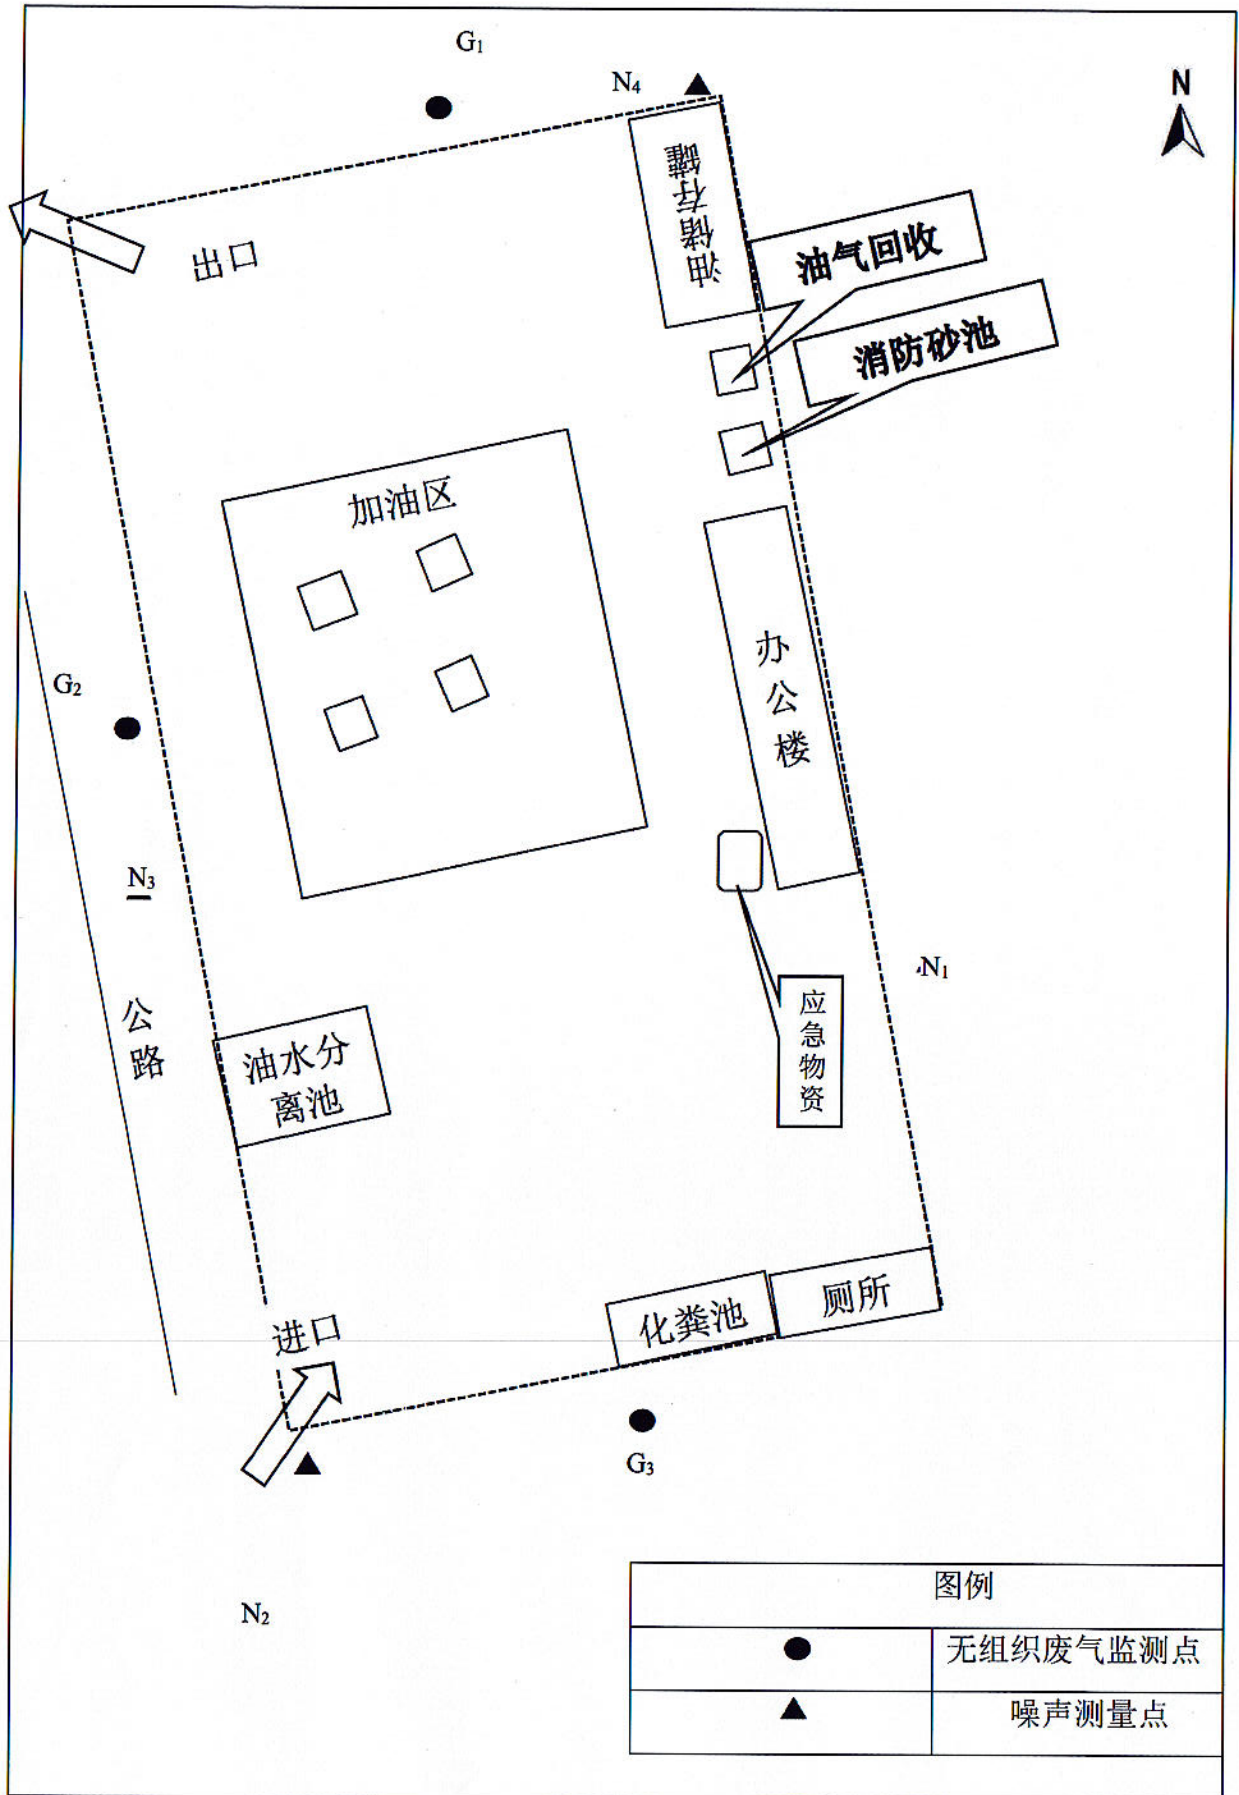 G₁
N₄
N
油储存罐
出口
油气回收
消防砂池
加油区
办公楼
G₂
N₃
N₁
公路
应急物资
油水分
离池
厕所
化粪池
进口
G₃
图例
N₂
无组织废气监测点
噪声测量点